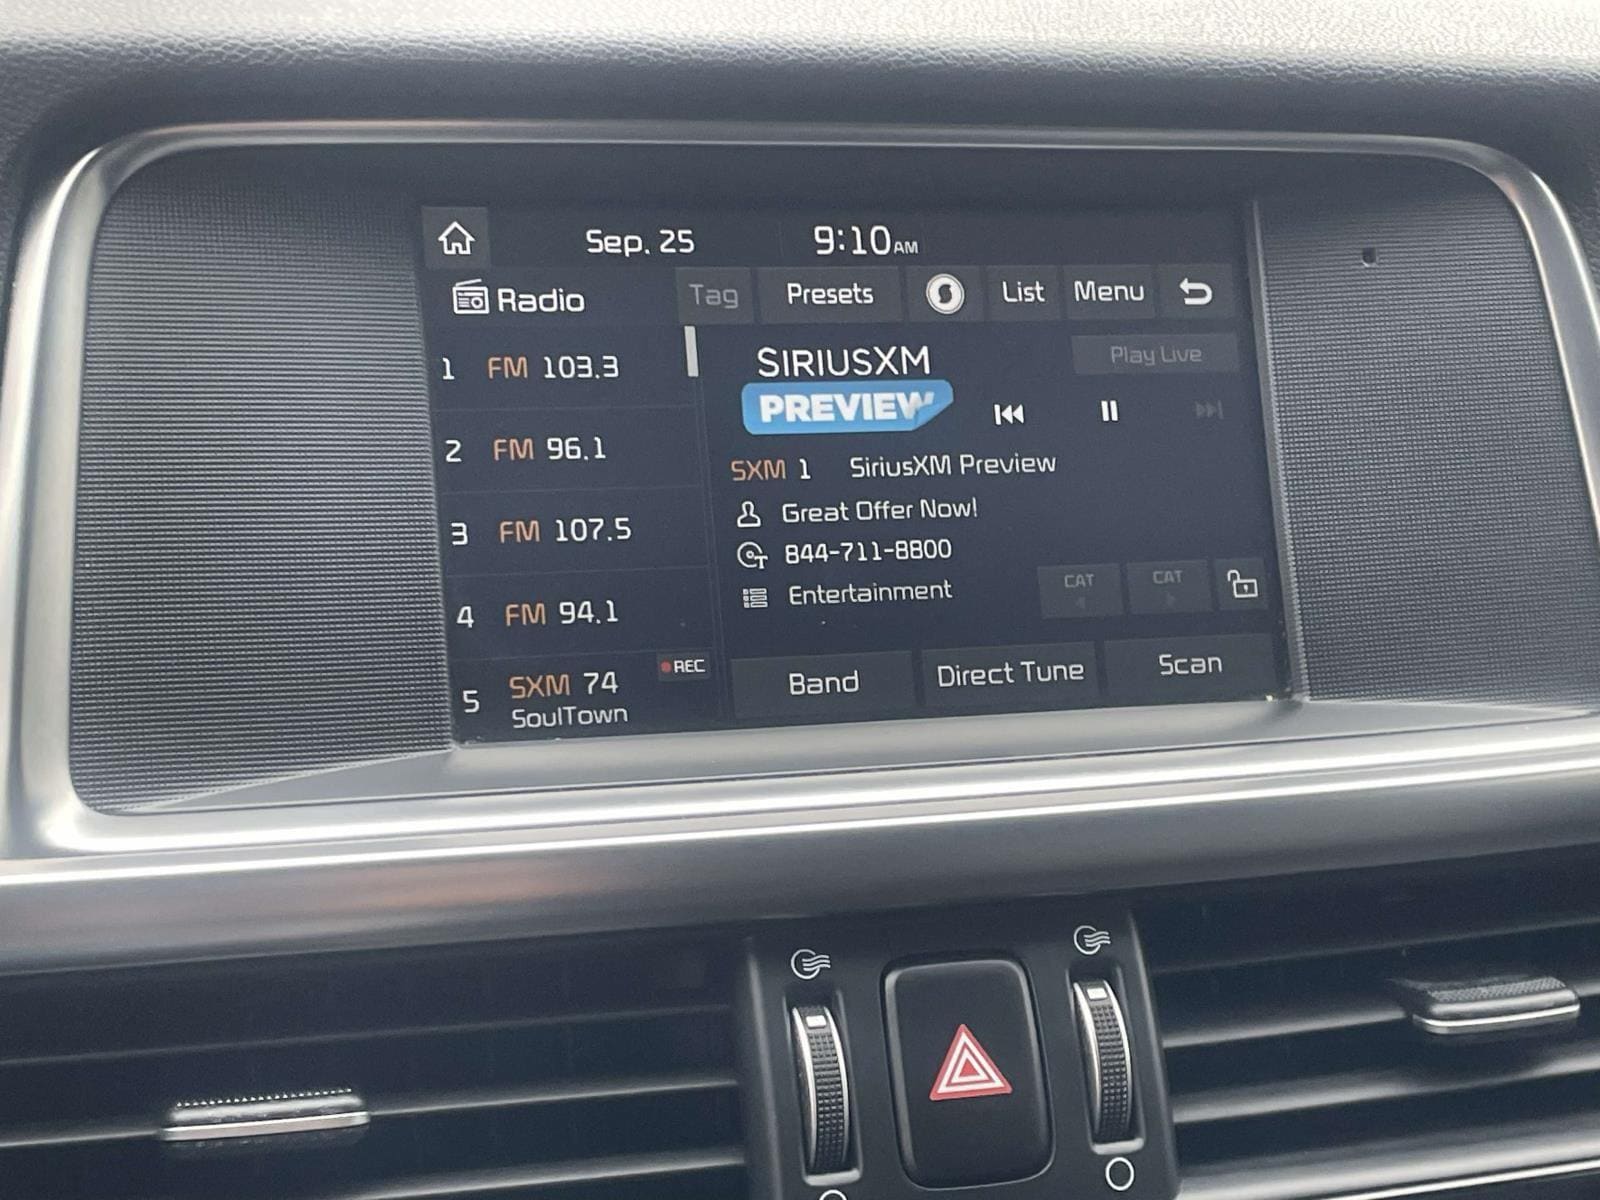 Sep. 25
9:10AM
Radio
Tag
Presets
List
Menu
1 FM 103.3
2 FM 96.1
3 FM 107.5
4 FM 94.1
5 SXM 74
SoulTown
REC
SIRIUSXM
PREVIEW
Play Live
SXM 1 SiriusXM Preview
Great Offer Now!
844-711-8800
Entertainment
CAT
CAT
Band
Direct Tune
Scan